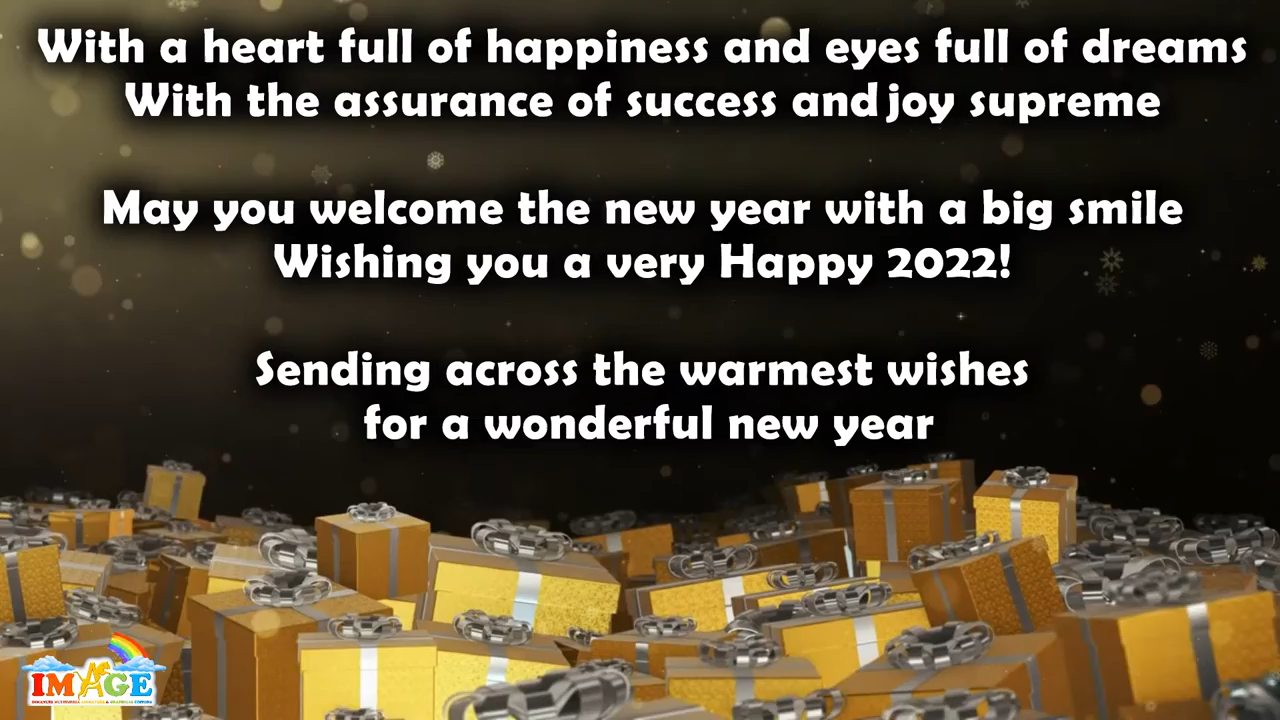 With a heart full of happiness and eyes full of dreams
With the assurance of success and joy supreme
May you welcome the new year with a big smile
Wishing you a very Happy 2022!
Sending across the warmest wishes
for a wonderful new year
IMAGE